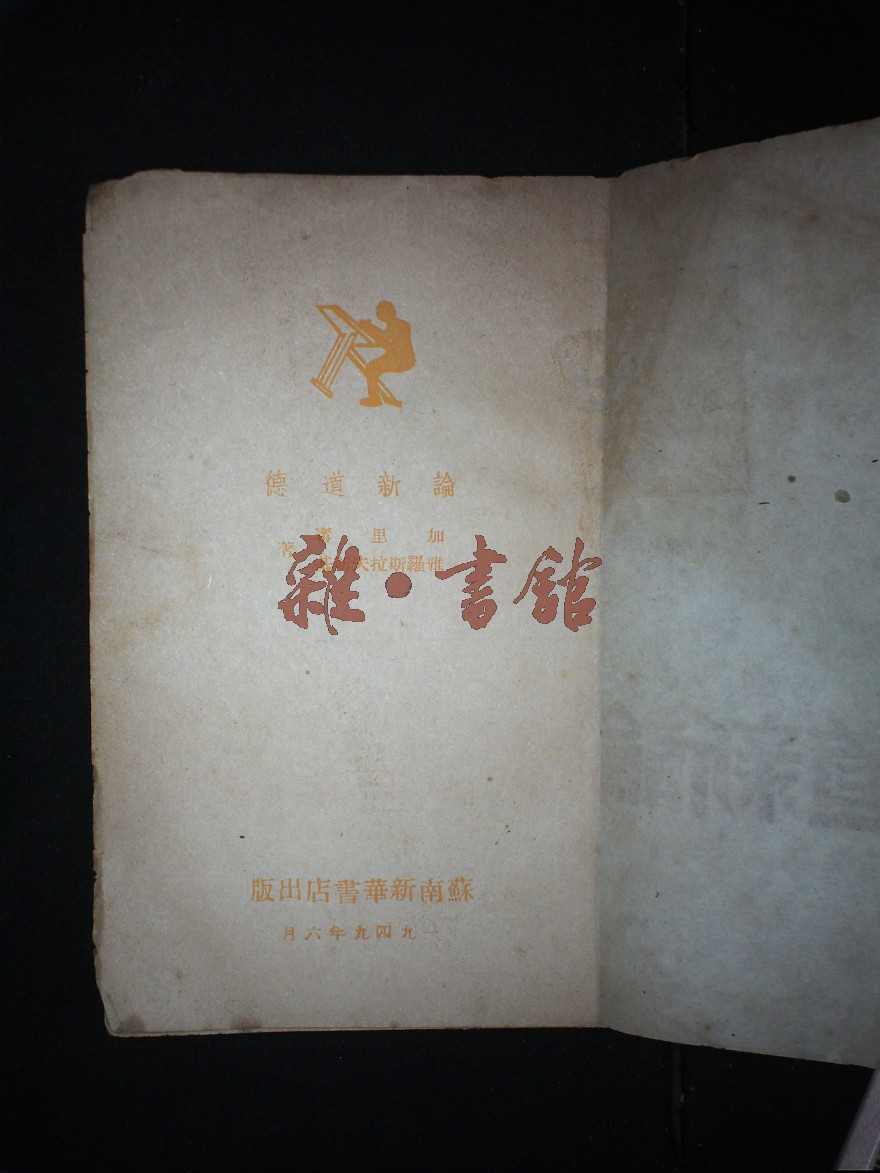 論新道德
加里寧
雅羅斯拉夫斯基
著
雜·書館
蘇南新華書店出版
一九四九年六月